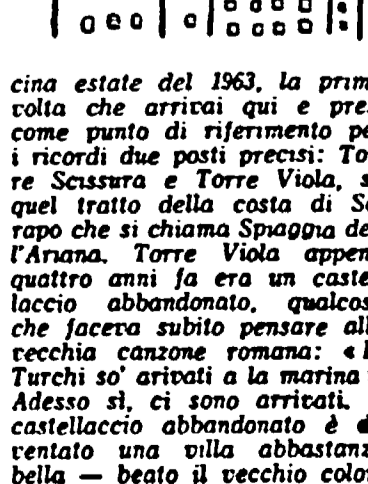 cina estate del 1963, la prim
volta che arrivai qui e pre
come punto di riferimento pe
i ricordi due posti precisi: To
re Scissura e Torre Viola, s
quel tratto della costa di S
rapo che si chiama Spiaggia de
l'Ariana. Torre Viola appen
quattro anni fa era un caste
laccio abbandonato, qualcos
che faceva subito pensare all
vecchia canzone romana: «
Turchi so' arivati a la marina
Adesso sì, ci sono arrivati.
castellaccio abbandonato è d
ventato una villa abbastanz
bella — beato il vecchio colo